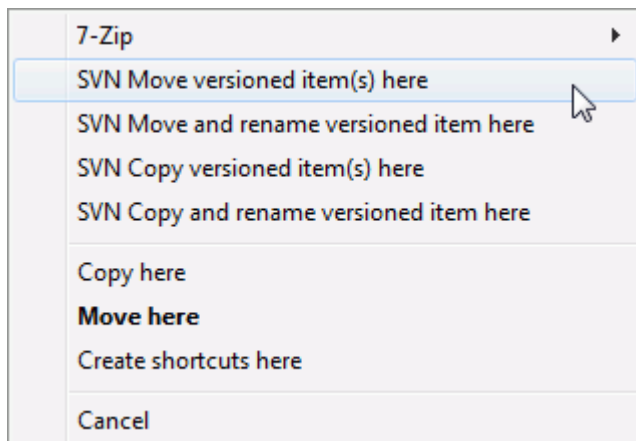 7-Zip
SVN Move versioned item(s) here
SVN Move and rename versioned item here
SVN Copy versioned item(s) here
SVN Copy and rename versioned item here
Copy here
Move here
Create shortcuts here
Cancel